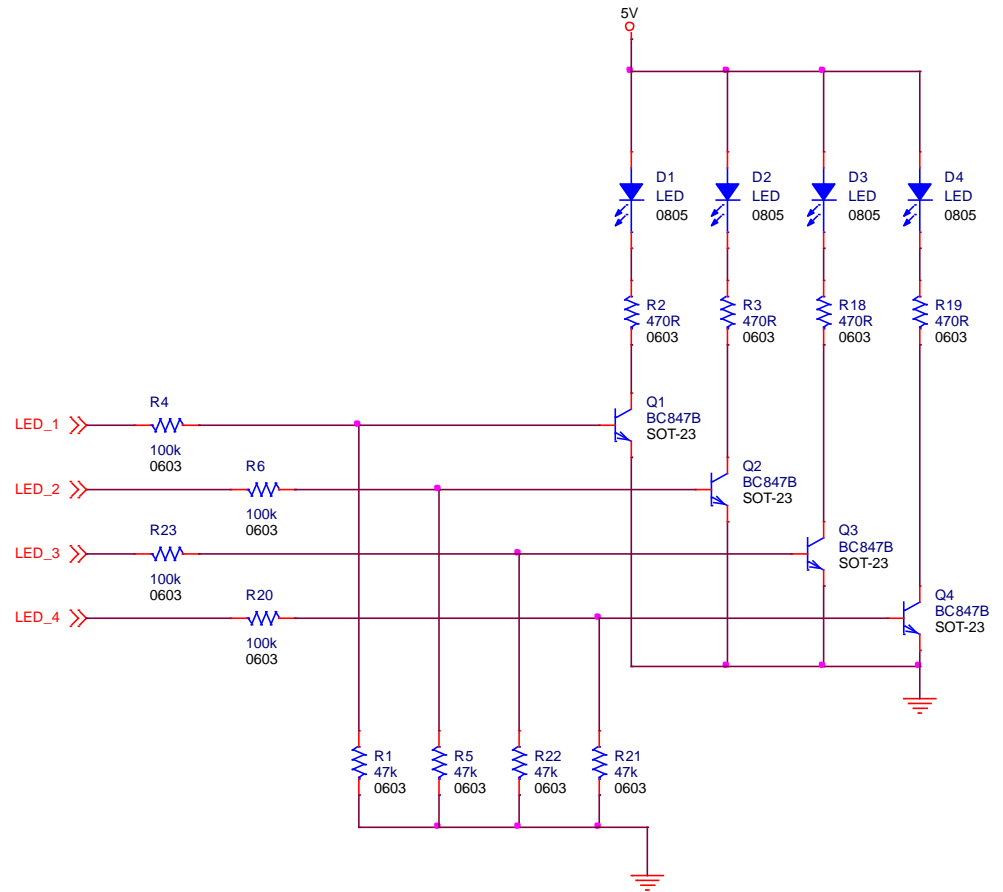 5V
D1
LED
0805
D2
LED
0805
D3
LED
0805
D4
LED
0805
R2
470R
0603
R3
470R
0603
R18
470R
0603
R19
470R
0603
LED_1
R4
100k
0603
Q1
BC847B
SOT-23
LED_2
R6
100k
0603
Q2
BC847B
SOT-23
LED_3
R23
100k
0603
Q3
BC847B
SOT-23
LED_4
R20
100k
0603
Q4
BC847B
SOT-23
R1
47k
0603
R5
47k
0603
R22
47k
0603
R21
47k
0603